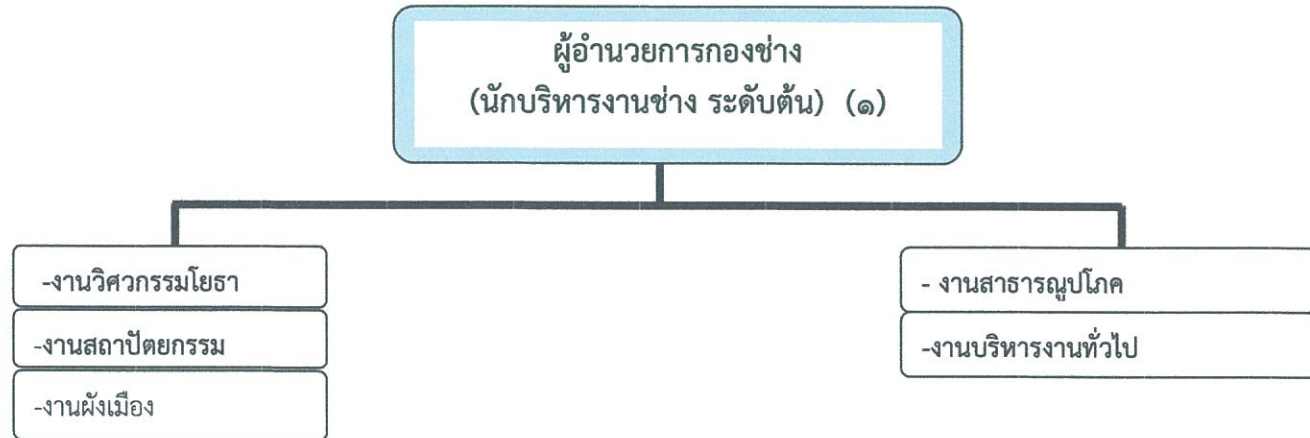 ผู้อำนวยการกองช่าง
(นักบริหารงานช่าง ระดับต้น) (๑)
-งานวิศวกรรมโยธา
-งานสถาปัตยกรรม
-งานผังเมือง
- งานสาธารณูปโภค
-งานบริหารงานทั่วไป